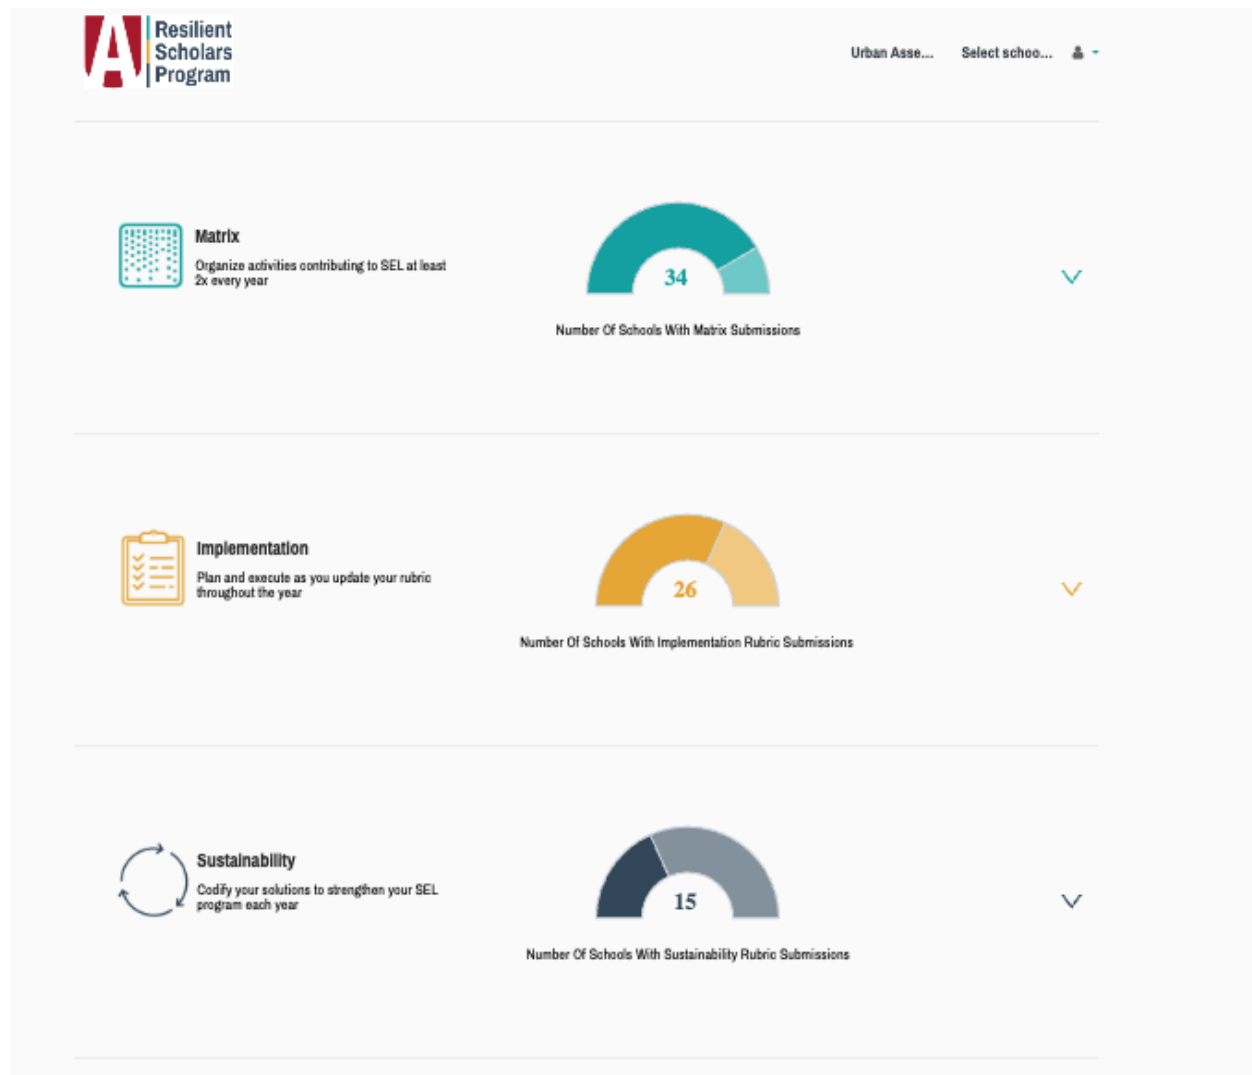 A
Resilient
Scholars
Program
Urban Asse... Select schoo...
Matrix
Organize activities contributing to SEL at least
2x every year
34
Number Of Schools With Matrix Submissions
Implementation
Plan and execute as you update your rubric
throughout the year
26
Number Of Schools With Implementation Rubric Submissions
Sustainability
Codify your solutions to strengthen your SEL
program each year
15
Number Of Schools With Sustainability Rubric Submissions